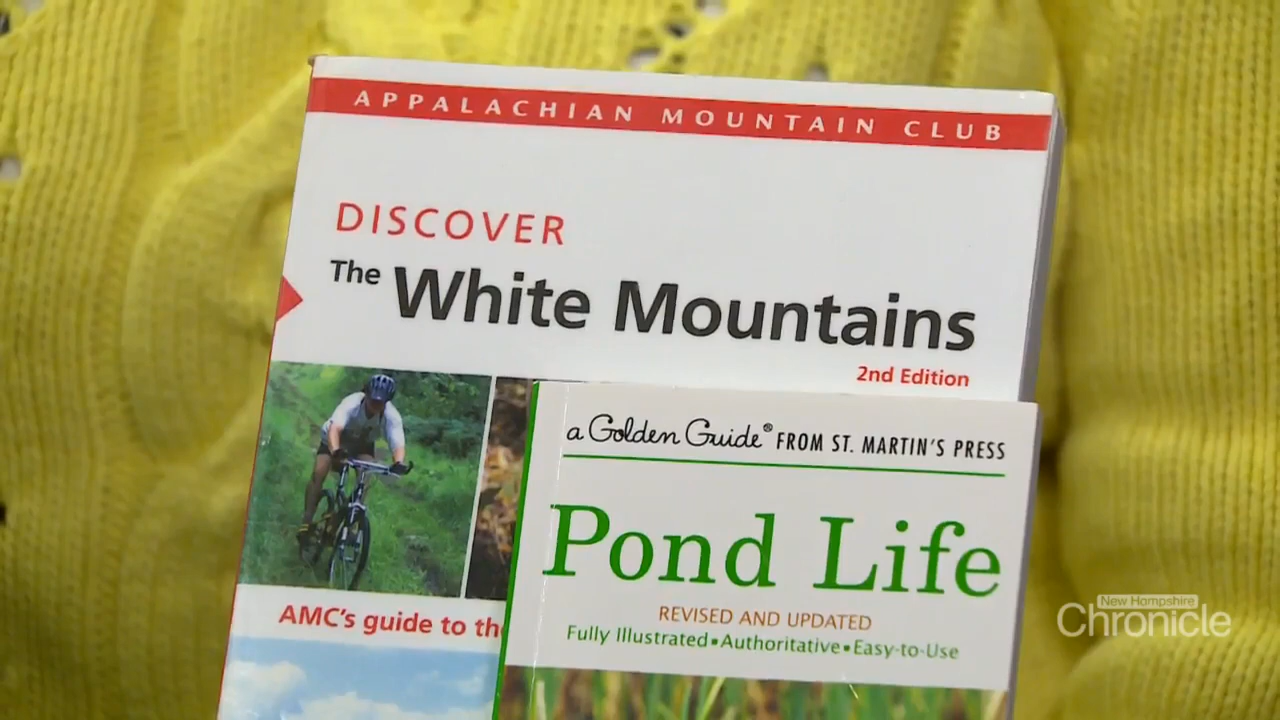 APPALACHIAN MOUNTAIN CLUB
DISCOVER
The White Mountains
2nd Edition
AMC's guide to the
a Golden Guide® FROM ST. MARTIN'S PRESS
Pond Life
REVISED AND UPDATED
Fully Illustrated▪Authoritative▪Easy-to-Use
New Hampshire
Chronicle